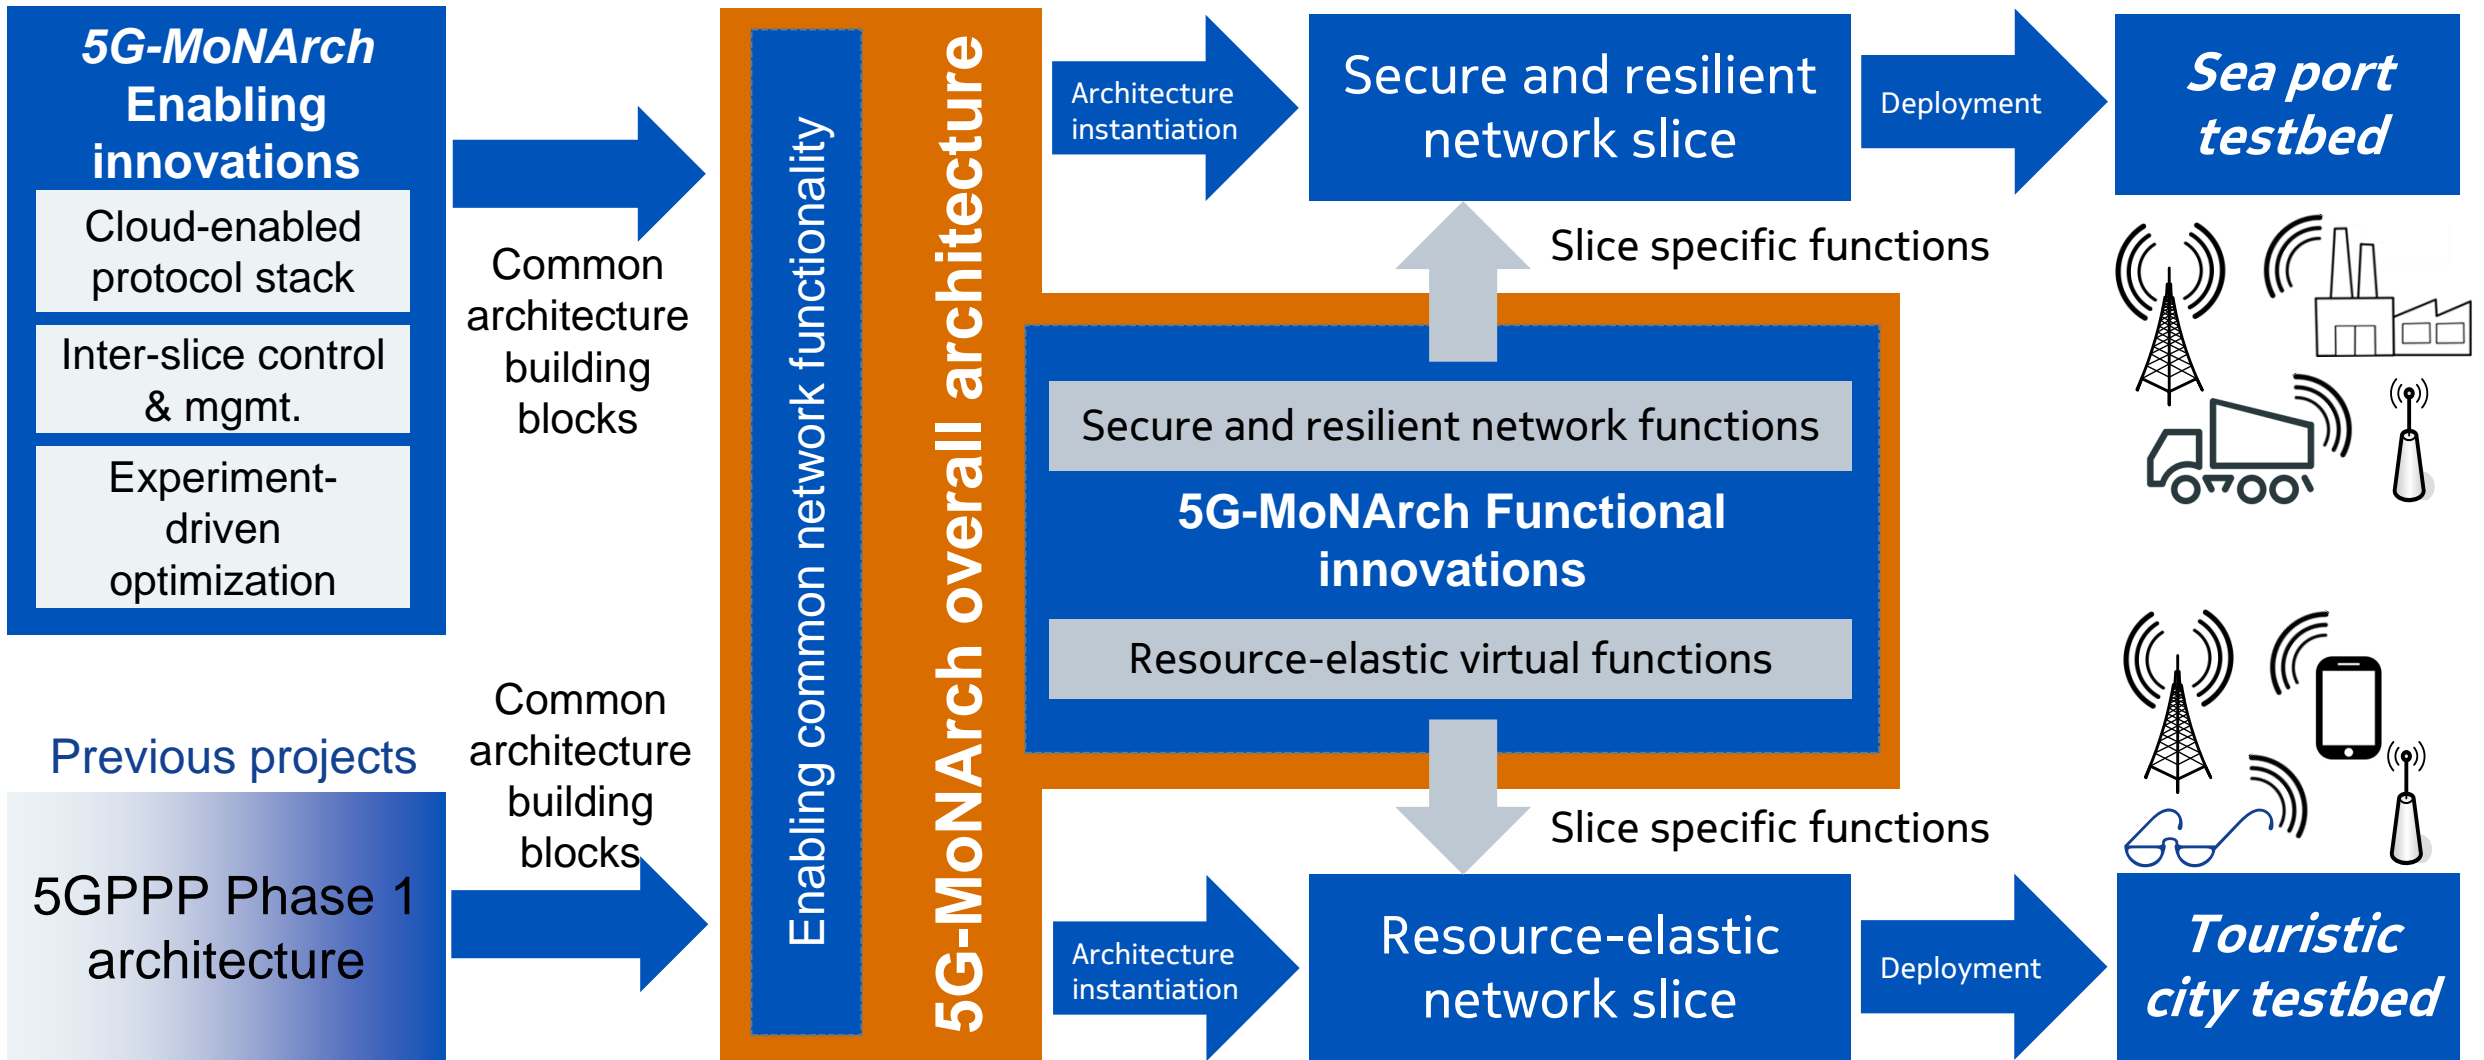 5G-MoNArch
Enabling
innovations
Cloud-enabled
protocol stack
Inter-slice control
& mgmt.
Experiment-
driven
optimization
Common
architecture
building
blocks
Previous projects
5GPPP Phase 1
architecture
Common
architecture
building
blocks
Enabling common network functionality
5G-MoNArch overall architecture
Architecture
instantiation
Secure and resilient
network slice
Deployment
Sea port
testbed
Slice specific functions
Secure and resilient network functions
5G-MoNArch Functional
innovations
Resource-elastic virtual functions
Slice specific functions
Architecture
instantiation
Resource-elastic
network slice
Deployment
Touristic
city testbed